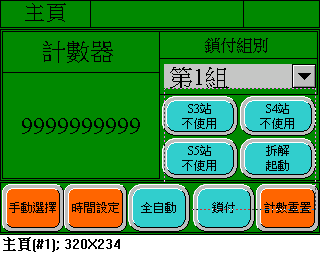 主頁
計數器
9999999999
鎖付組別
第1組
S3站
不使用
S4站
不使用
S5站
不使用
拆解
起動
手動選擇
時間設定
全自動
鎖付
計數重置
主頁(#1); 320X234